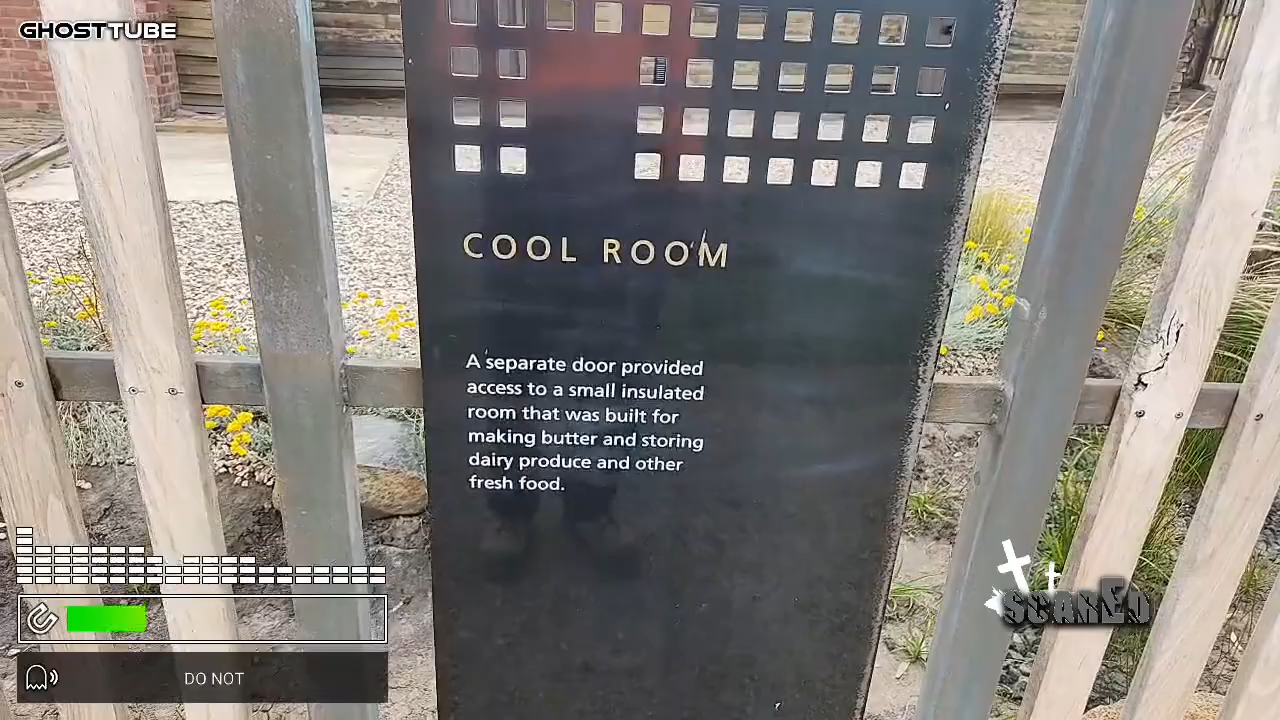 GHOSTTUBE
COOL ROOM
A separate door provided
access to a small insulated
room that was built for
making butter and storing
dairy produce and other
fresh food.
SCARED
DO NOT